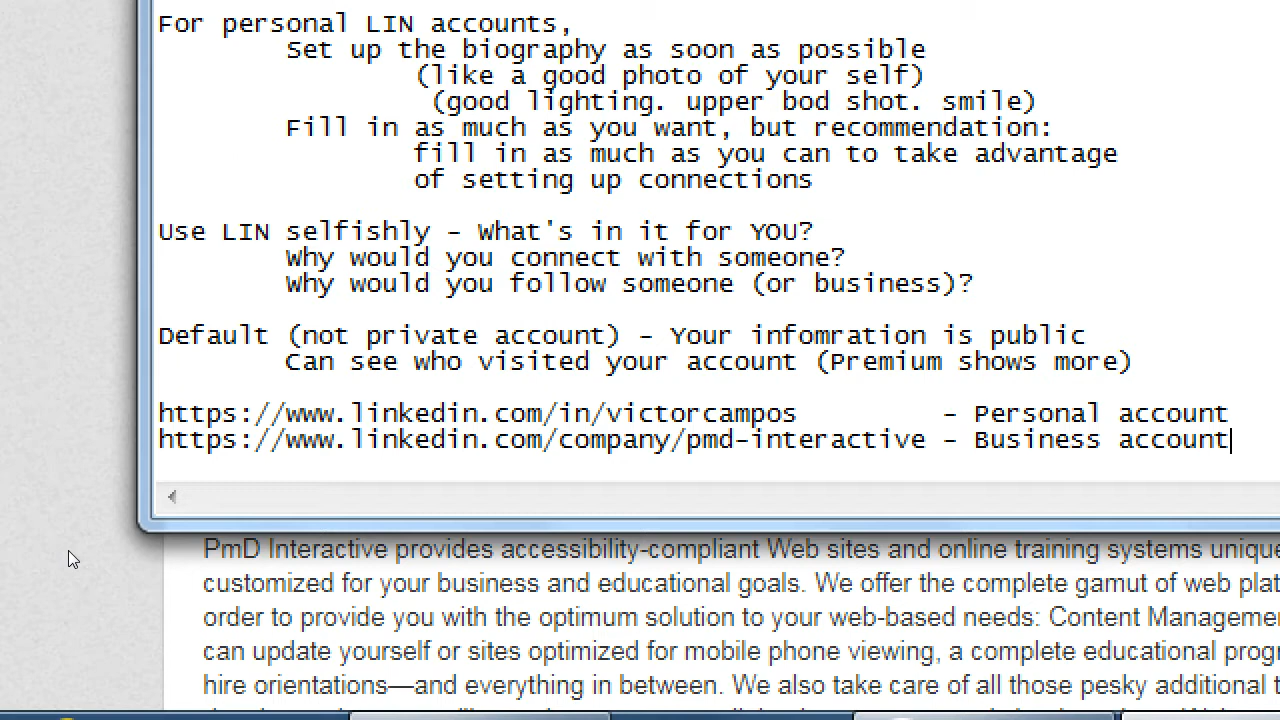 For personal LIN accounts,
Set up the biography as soon as possible
(like a good photo of your self)
(good lighting. upper bod shot. smile)
Fill in as much as you want, but recommendation:
fill in as much as you can to take advantage
of setting up connections
Use LIN selfishly - What's in it for YOU?
Why would you connect with someone?
Why would you follow someone (or business)?
Default (not private account) - Your infomration is public
Can see who visited your account (Premium shows more)
https://www.linkedin.com/in/victorcampos - Personal account
https://www.linkedin.com/company/pmd-interactive - Business account
PmD Interactive provides accessibility-compliant Web sites and online training systems unique
customized for your business and educational goals. We offer the complete gamut of web plat
order to provide you with the optimum solution to your web-based needs: Content Managemen
can update yourself or sites optimized for mobile phone viewing, a complete educational progr
hire orientations—and everything in between. We also take care of all those pesky additional t